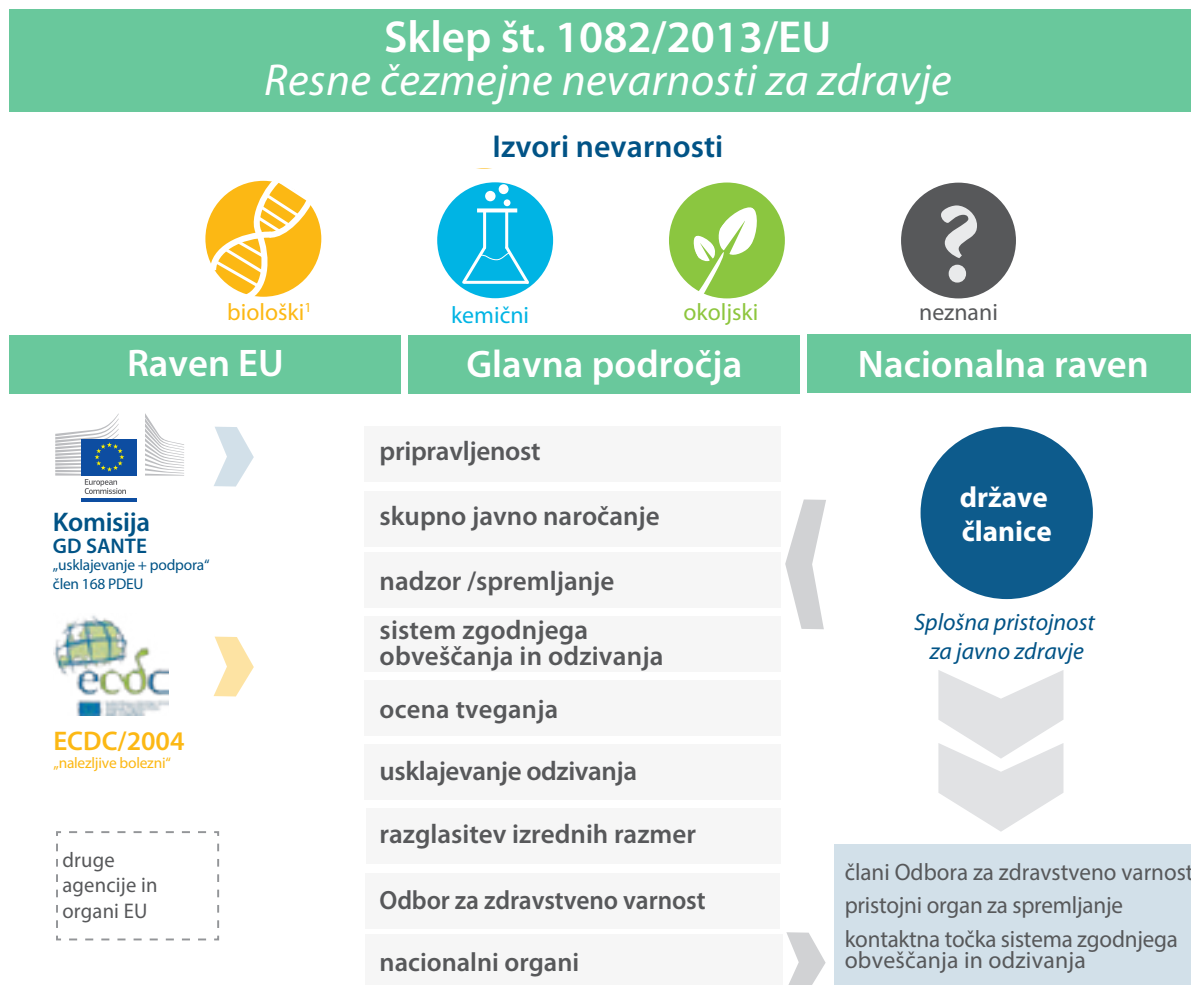 Sklep št. 1082/2013/EU
Resne čezmejne nevarnosti za zdravje
Izvori nevarnosti
biološki¹
kemični
okoljski
neznani
Raven EU
Glavna področja
Nacionalna raven
European
Commission
Komisija
GD SANTE
„usklajevanje + podpora“
člen 168 PDEU
ecdc
ECDC/2004
„nalezljive bolezni“
druge
agencije in
organi EU
pripravljenost
skupno javno naročanje
nadzor /spremljanje
sistem zgodnjega
obveščanja in odzivanja
ocena tveganja
usklajevanje odzivanja
razglasitev izrednih razmer
Odbor za zdravstveno varnost
nacionalni organi
države
članice
Splošna pristojnost
za javno zdravje
člani Odbora za zdravstveno varnost
pristojni organ za spremljanje
kontaktna točka sistema zgodnjega
obveščanja in odzivanja